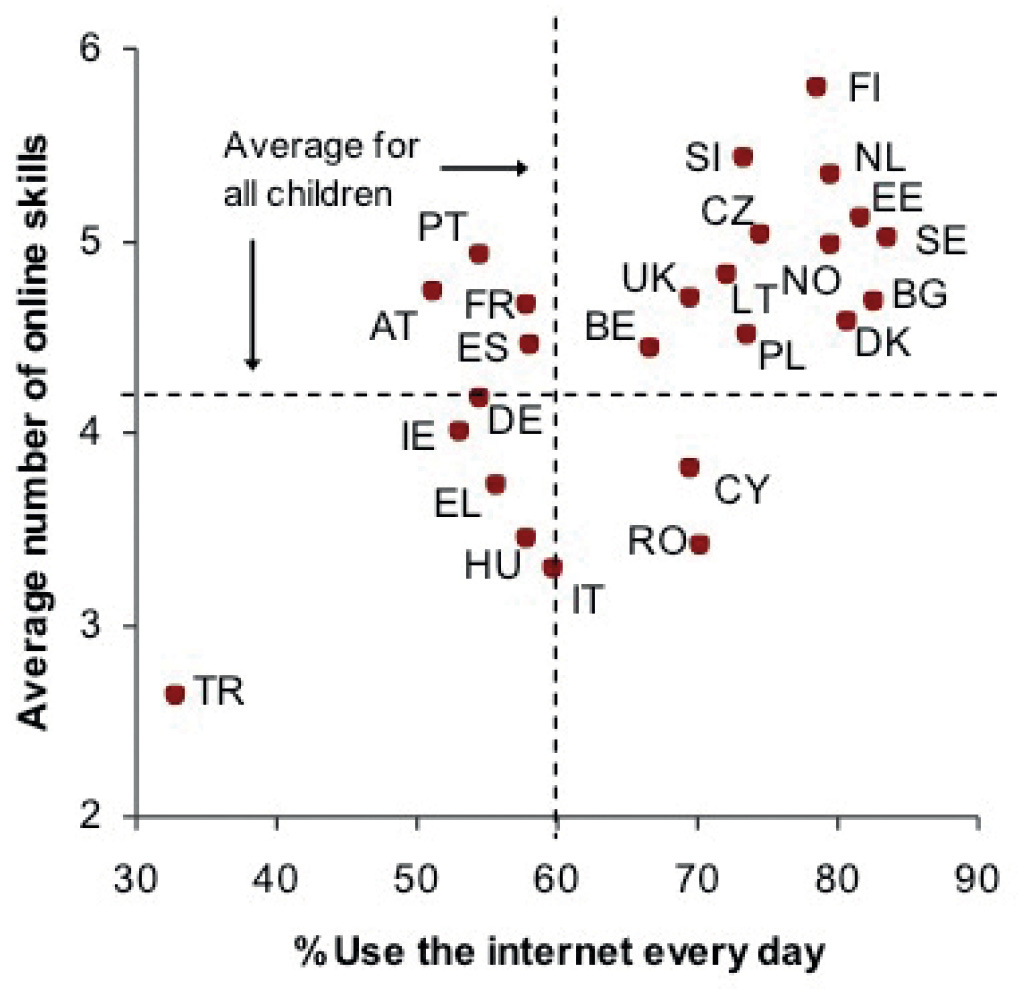 6
FI
Average for
all children
SI
NL
EE
CZ
PT
5
SE
UK
LT
NO
BG
AT
FR
BE
DK
ES
PL
DE
4
IE
CY
EL
RO
HU
IT
3
TR
2
30 40 50 60 70 80 90
% Use the internet every day
Average number of online skills